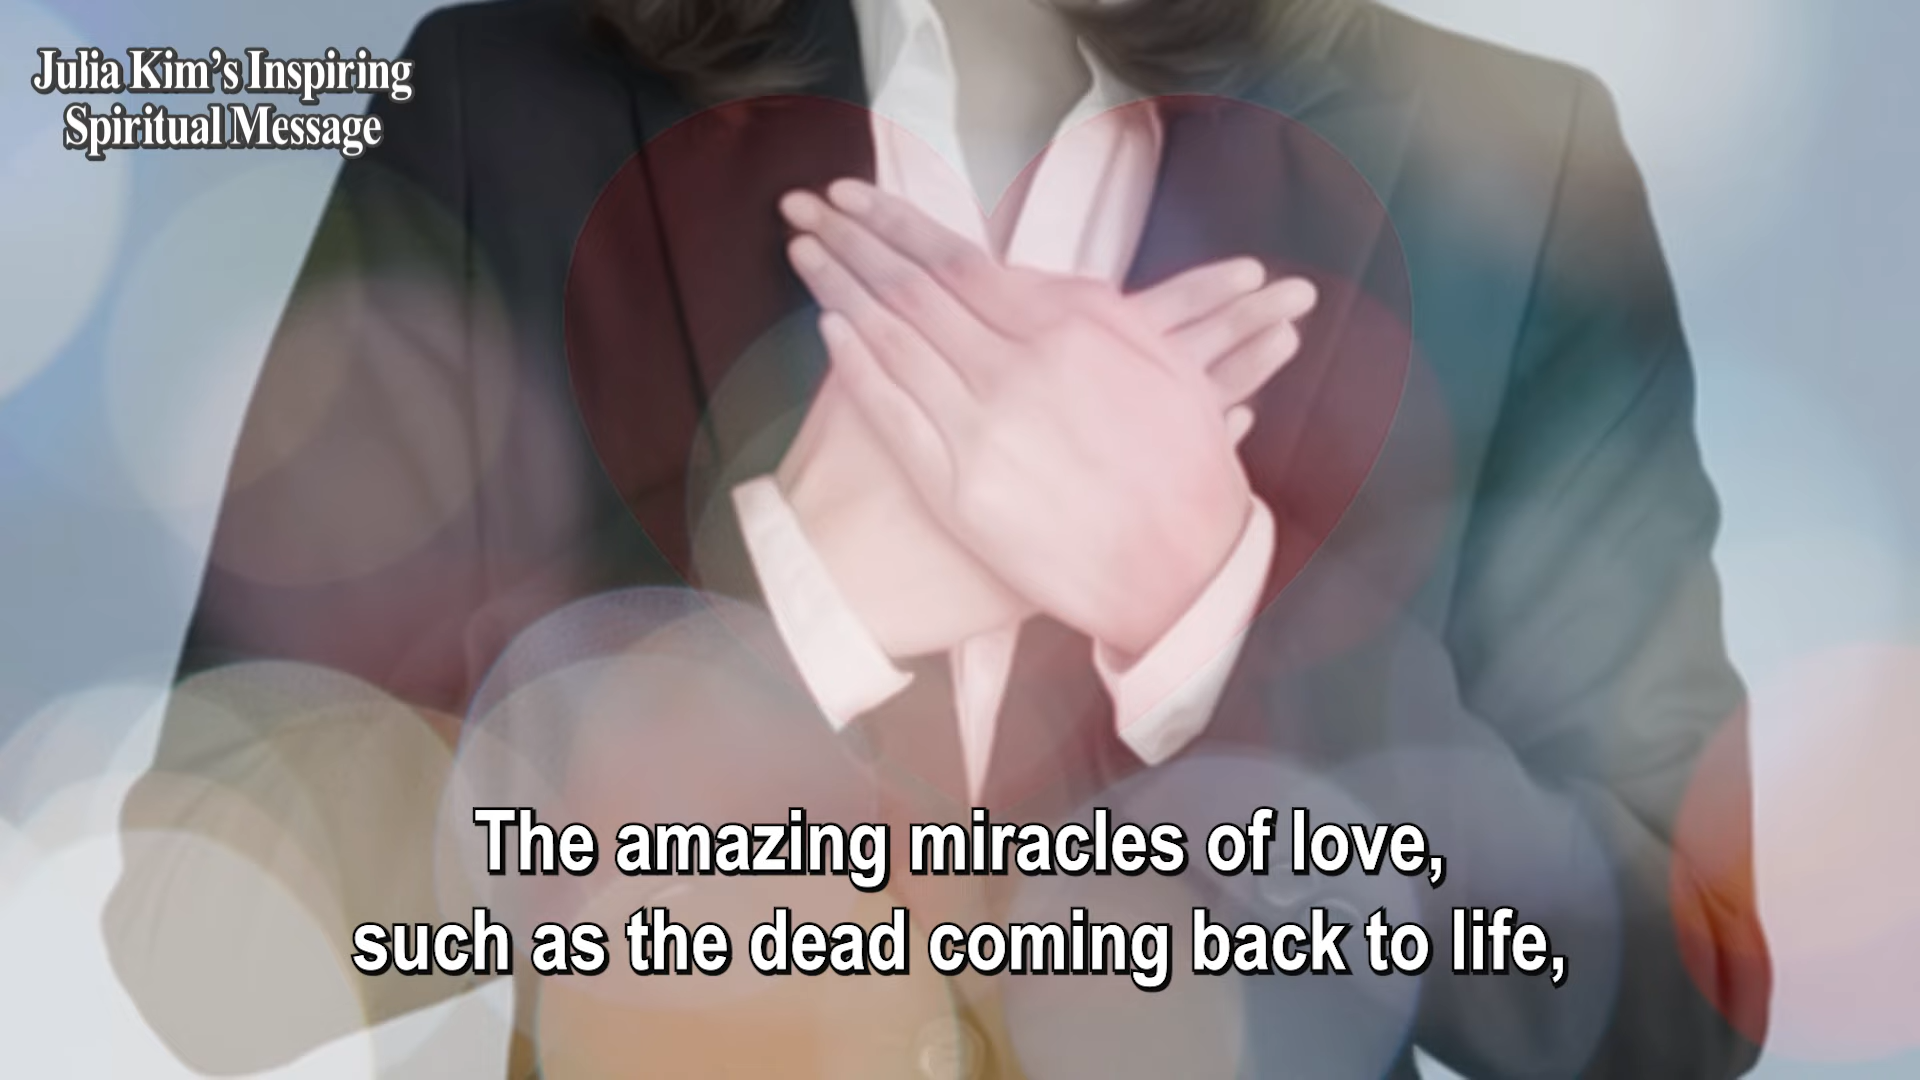 Julia Kim's Inspiring
Spiritual Message
The amazing miracles of love,
such as the dead coming back to life,